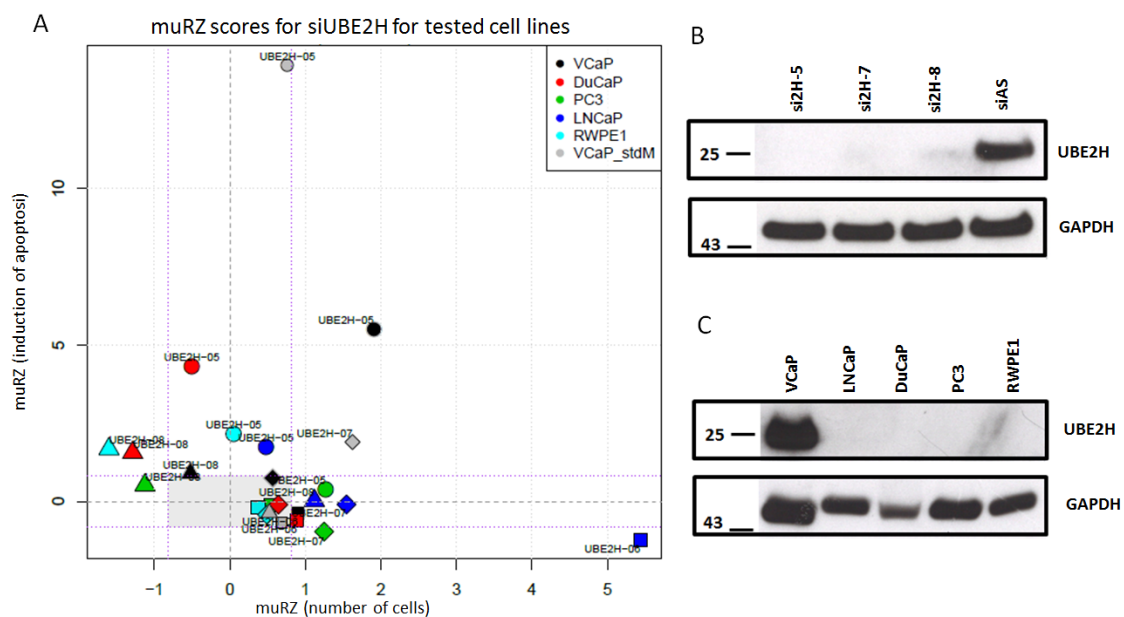 A
muRZ scores for siUBE2H for tested cell lines
UBE2H-05
VCaP
DuCaP
PC3
LNCaP
RWPE1
VCaP_stdM
10
5
0
muRZ (induction of apoptosi)
UBE2H-05
UBE2H-05
UBE2H-05
UBE2H-05
UBE2H-07
UBE2H-08
UBE2H-08
UBE2H-08
UBE2H-05
UBE2H-08
UBE2H-06
UBE2H-07
UBE2H-06
−1
0
1
2
3
4
5
muRZ (number of cells)
B
si2H-5
si2H-7
si2H-8
siAS
25
UBE2H
43
GAPDH
C
VCaP
LNCaP
DuCaP
PC3
RWPE1
25
UBE2H
43
GAPDH